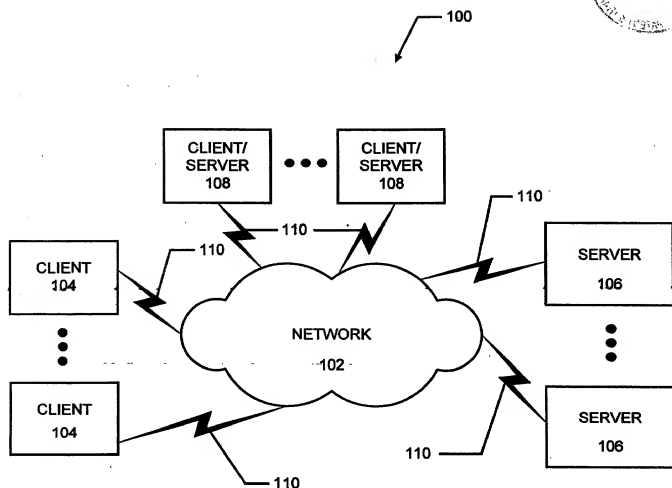 100
CLIENT/
SERVER
108
CLIENT/
SERVER
108
110
110
110
CLIENT
104
SERVER
106
NETWORK
102
CLIENT
104
SERVER
106
110
110